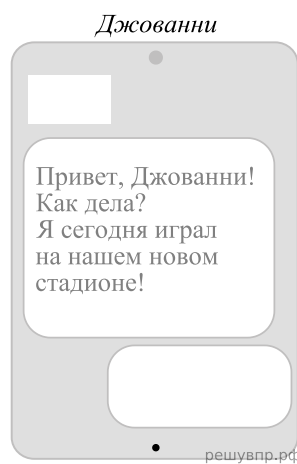 Джованни
Привет, Джованни!
Как дела?
Я сегодня играл
на нашем новом
стадионе!
решувпр.рф